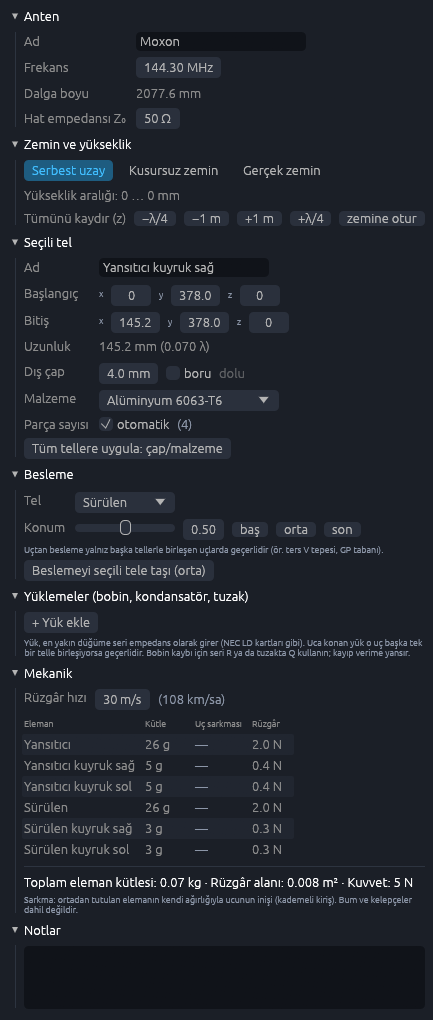 ▼ Anten
Ad Moxon
Frekans 144.30 MHz
Dalga boyu 2077.6 mm
Hat empedansı Z₀ 50 Ω
▼ Zemin ve yükseklik
Serbest uzay Kusursuz zemin Gerçek zemin
Yükseklik aralığı: 0 … 0 mm
Tümünü kaydır (z) −λ/4 −1 m +1 m +λ/4 zemine otur
▼ Seçili tel
Ad Yansıtıcı kuyruk sağ
Başlangıç x 0 y 378.0 z 0
Bitiş x 145.2 y 378.0 z 0
Uzunluk 145.2 mm (0.070 λ)
Dış çap 4.0 mm boru dolu
Malzeme Alüminyum 6063-T6
Parça sayısı ✓ otomatik (4)
Tüm tellere uygula: çap/malzeme
▼ Besleme
Tel Sürülen
Konum 0.50 baş orta son
Uçtan besleme yalnız başka tellerle birleşen uçlarda geçerlidir (ör. ters V tepesi, GP tabanı).
Beslemeyi seçili tele taşı (orta)
▼ Yüklemeler (bobin, kondansatör, tuzak)
+ Yük ekle
Yük, en yakın düğüme seri empedans olarak girer (NEC LD kartları gibi). Uca konan yük o uç başka tek
bir telle birleşiyorsa geçerlidir. Bobin kaybı için seri R ya da tuzakta Q kullanın; kayıp verime yansır.
▼ Mekanik
Rüzgâr hızı 30 m/s (108 km/sa)
Eleman Kütle Uç sarkması Rüzgâr
Yansıtıcı 26 g — 2.0 N
Yansıtıcı kuyruk sağ 5 g — 0.4 N
Yansıtıcı kuyruk sol 5 g — 0.4 N
Sürülen 26 g — 2.0 N
Sürülen kuyruk sağ 3 g — 0.3 N
Sürülen kuyruk sol 3 g — 0.3 N
Toplam eleman kütlesi: 0.07 kg · Rüzgâr alanı: 0.008 m² · Kuvvet: 5 N
Sarkma: ortadan tutulan elemanın kendi ağırlığıyla ucunun inişi (kademeli kiriş). Bum ve kelepçeler
dahil değildir.
▼ Notlar